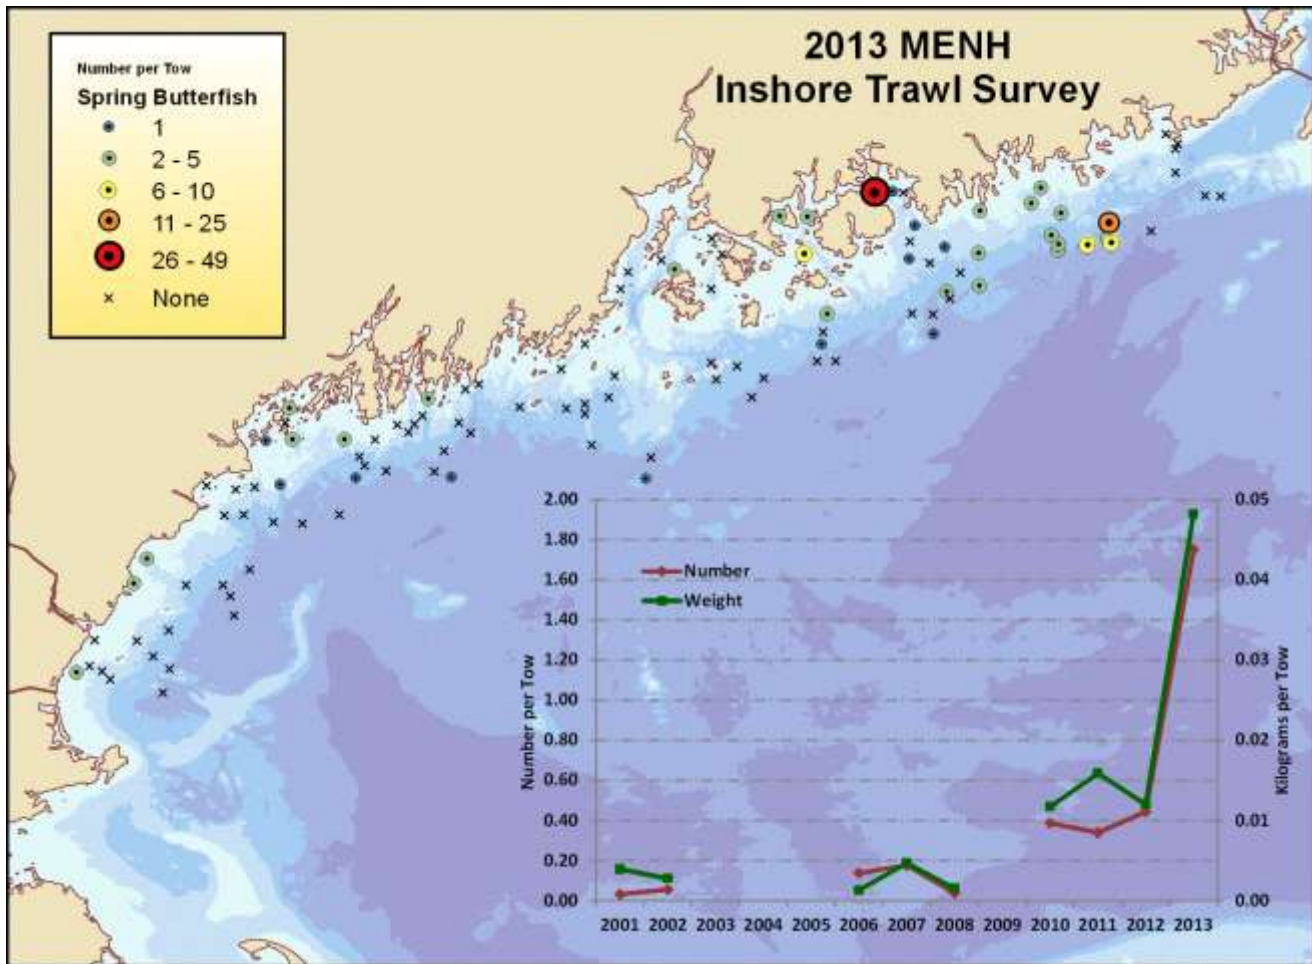 2013 MENH
Inshore Trawl Survey
Number per Tow
Spring Butterfish
1
2 - 5
6 - 10
11 - 25
26 - 49
None
2.00
1.80
1.60
1.40
1.20
1.00
0.80
0.60
0.40
0.20
0.00
Number per Tow
Number
Weight
0.05
0.04
0.03
0.02
0.01
0.00
Kilograms per Tow
2001 2002 2003 2004 2005 2006 2007 2008 2009 2010 2011 2012 2013